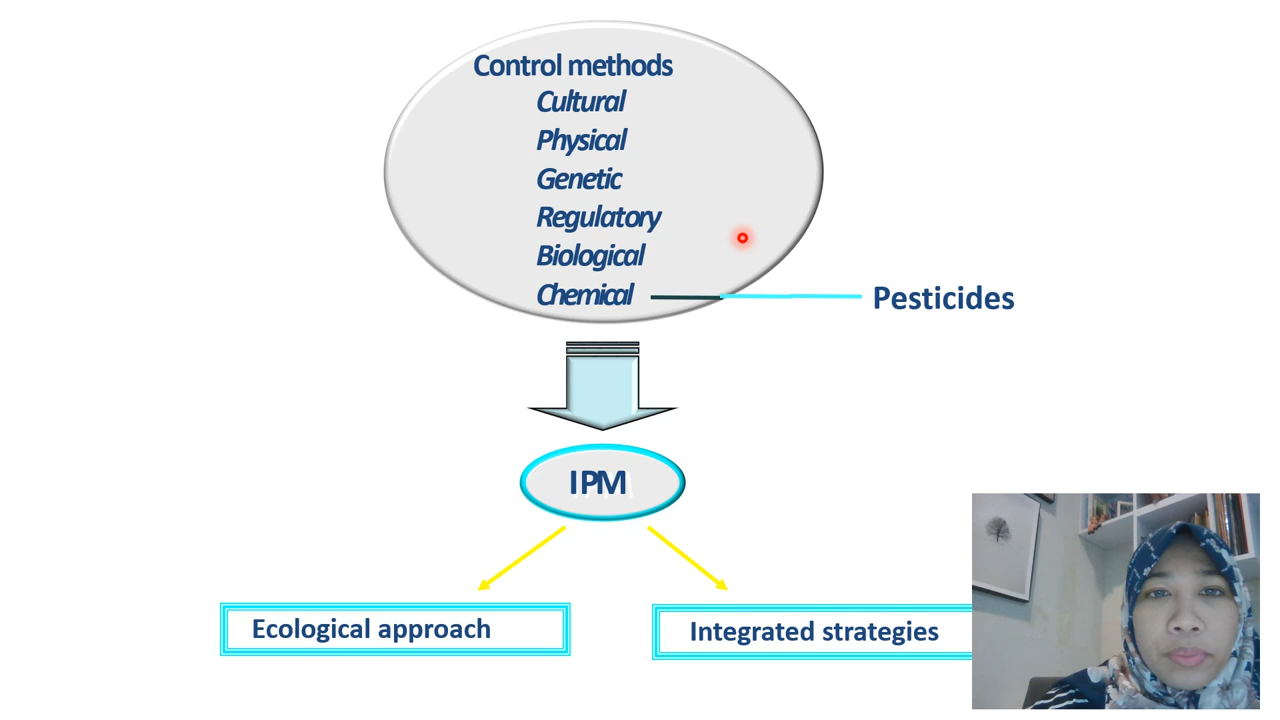 Control methods
Cultural
Physical
Genetic
Regulatory
Biological
Chemical
Pesticides
IPM
Ecological approach
Integrated strategies